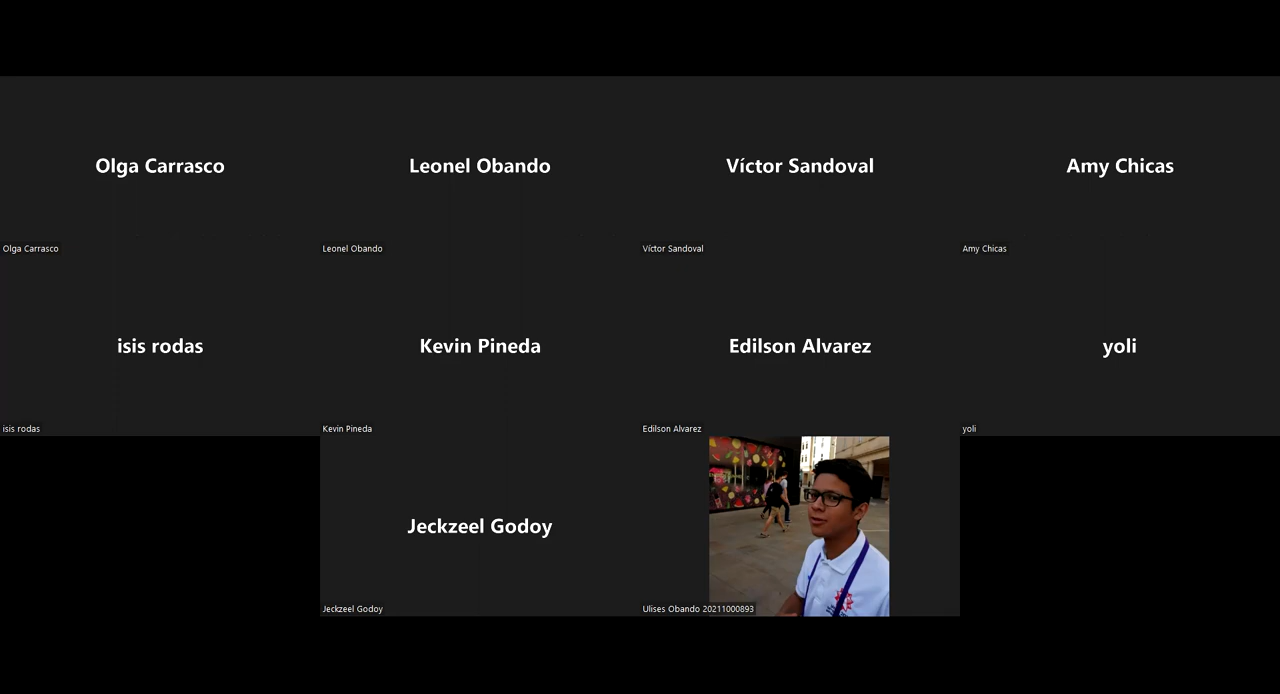 Olga Carrasco
Leonel Obando
Víctor Sandoval
Amy Chicas
Olga Carrasco
Leonel Obando
Víctor Sandoval
Amy Chicas
isis rodas
Kevin Pineda
Edilson Alvarez
yoli
isis rodas
Kevin Pineda
Edilson Alvarez
yoli
Jeckzeel Godoy
Jeckzeel Godoy
Ulises Obando 20211000893